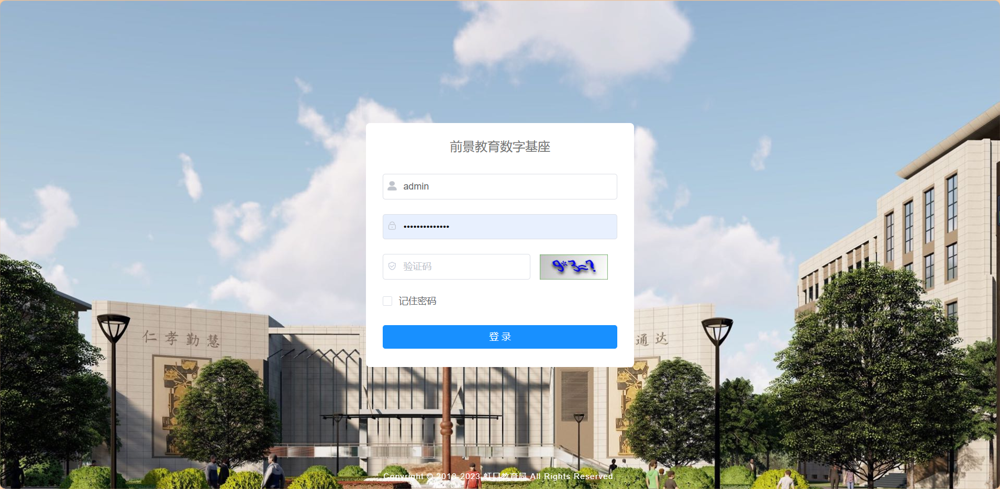 前景教育数字基座
admin
••••••••••••••
验证码
9*3=?
记住密码
登 录
仁孝勤慧
通达
Copyright © 2018-2023 虹口教育局 All Rights Reserved.